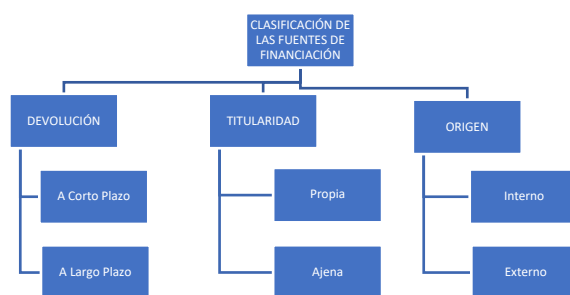 CLASIFICACIÓN DE
LAS FUENTES DE
FINANCIACIÓN
DEVOLUCIÓN
TITULARIDAD
ORIGEN
A Corto Plazo
Propia
Interno
A Largo Plazo
Ajena
Externo